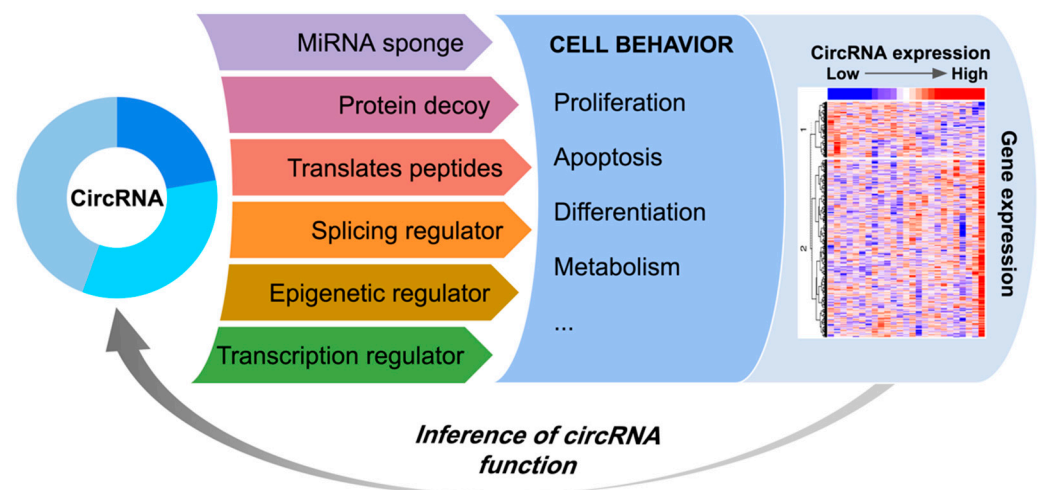 CircRNA
MiRNA sponge
Protein decoy
Translates peptides
Splicing regulator
Epigenetic regulator
Transcription regulator
CELL BEHAVIOR
Proliferation
Apoptosis
Differentiation
Metabolism
...
CircRNA expression
Low High
1
2
Gene expression
Inference of circRNA
function